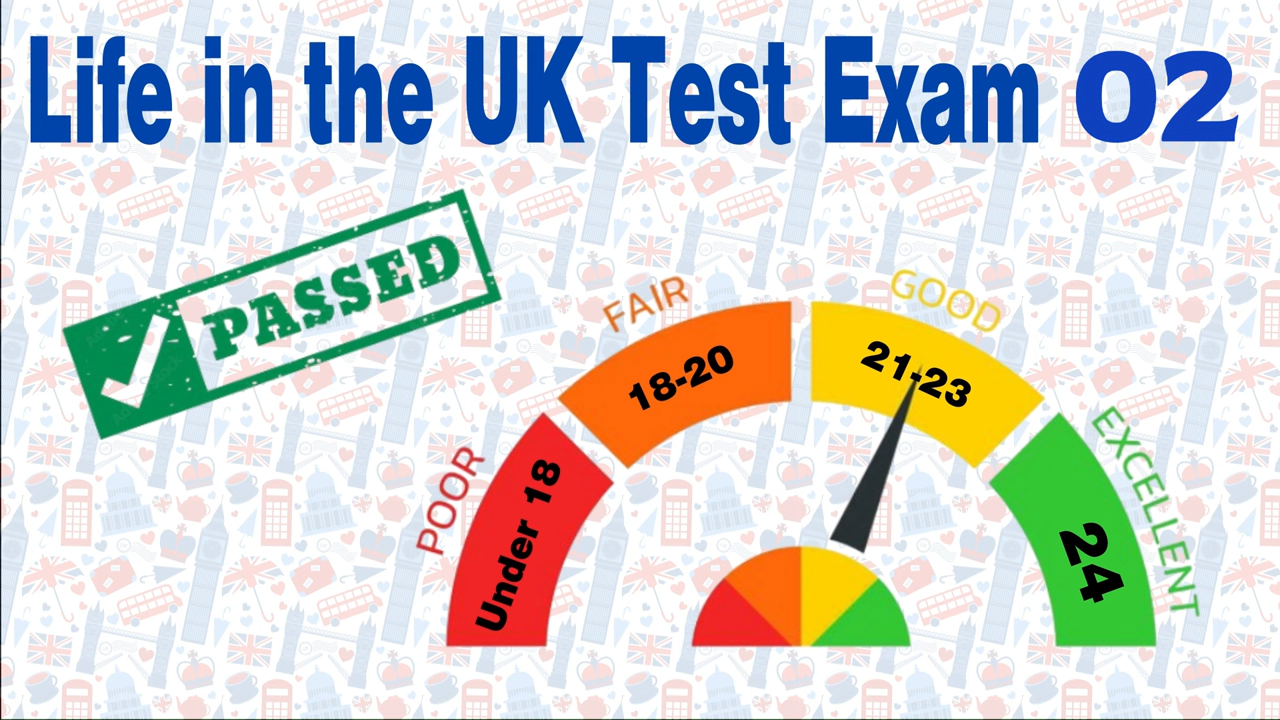 Life in the UK Test Exam 02
PASSED
FAIR
GOOD
18-20
21-23
POOR
EXCELLENT
Under 18
24